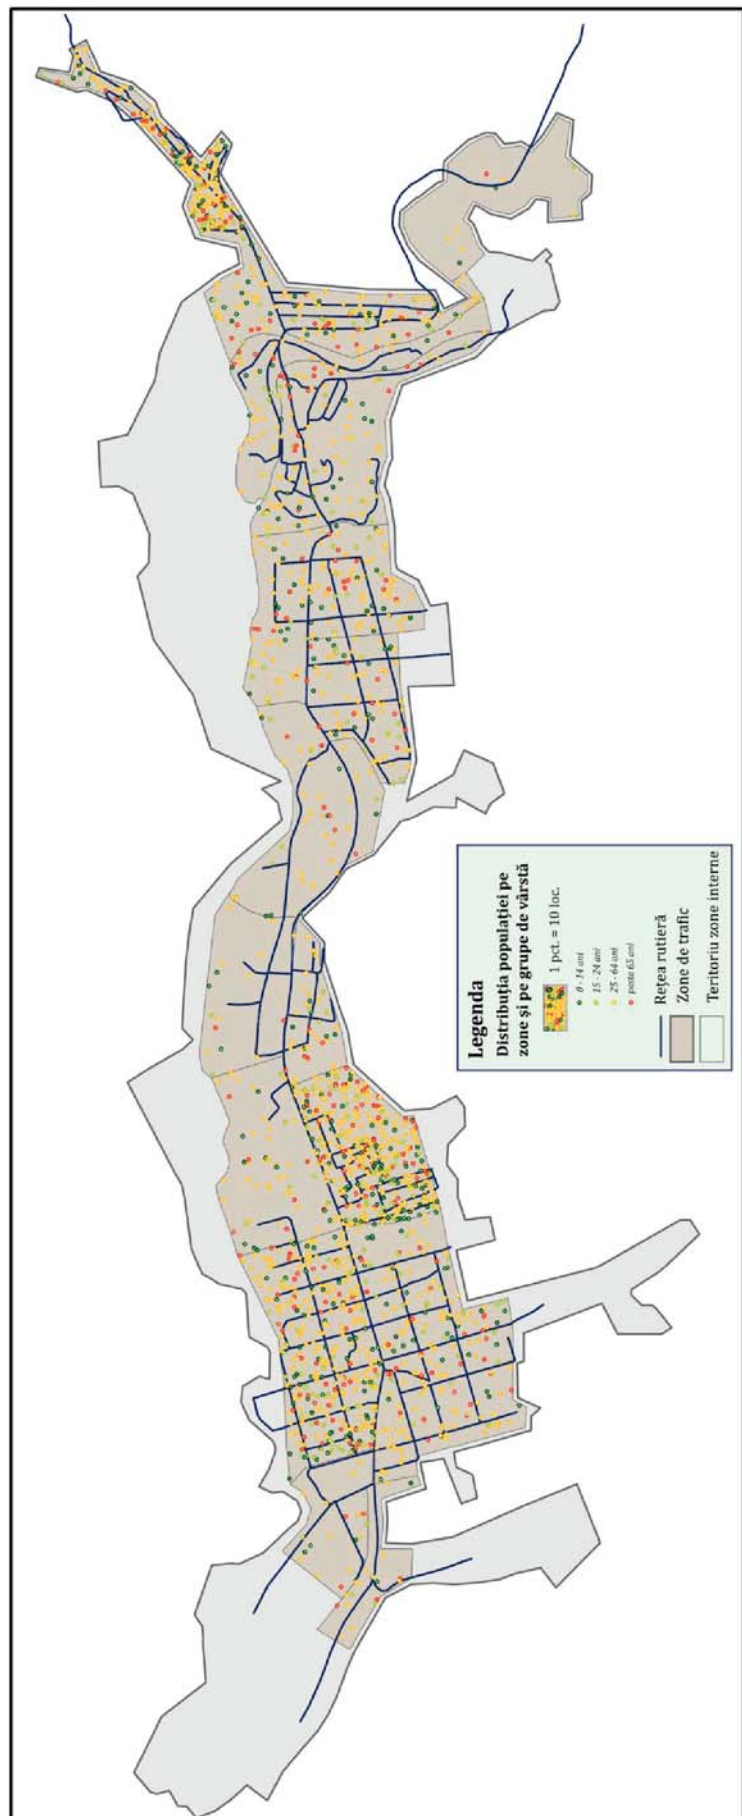 Legenda
Distribuția populației pe
zone și pe grupe de vârstă
1 pct. = 10 loc.
0 - 14 ani
15 - 24 ani
25 - 64 ani
peste 65 ani
Rețea rutieră
Zone de trafic
Teritoriu zone interne